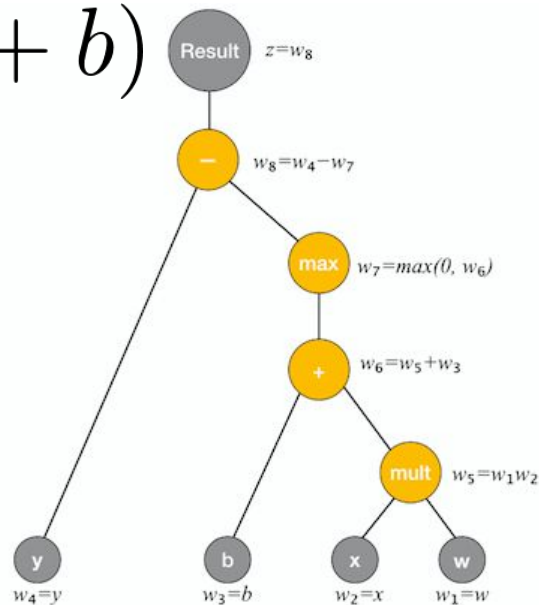 + b)
Result z=w₈
− w₈=w₄−w₇
max w₇=max(0, w₆)
+ w₆=w₅+w₃
mult w₅=w₁w₂
y b x w
w₄=y w₃=b w₂=x w₁=w